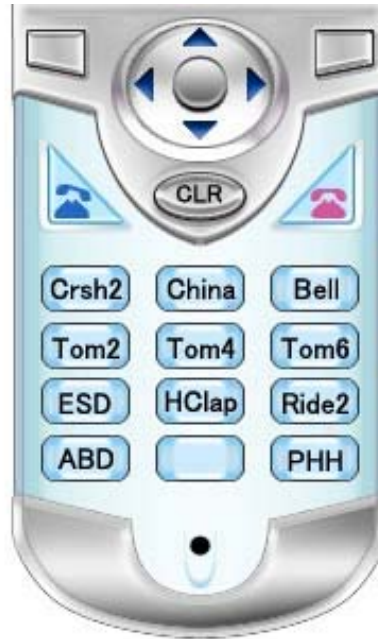 CLR
Crsh2 China Bell
Tom2 Tom4 Tom6
ESD HClap Ride2
ABD PHH